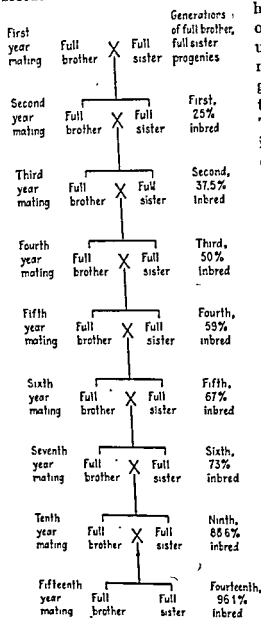 Generations
First
year Full Full of full brother,
mating brother X sister full sister
progenies
Second Full Full First,
year brother X sister 25%
mating inbred
Third Full Full Second,
year brother X sister 37.5%
mating inbred
Fourth Full Full Third,
year brother X sister 50%
mating inbred
Fifth Full Full Fourth,
year brother X sister 59%
mating inbred
Sixth Full Full Fifth,
year brother X sister 67%
mating inbred
Seventh Full Full Sixth,
year brother X sister 73%
mating inbred
Tenth Full Full Ninth,
year brother X sister 88.6%
mating inbred
Fifteenth Full Full Fourteenth,
year brother sister 96.1%
mating inbred